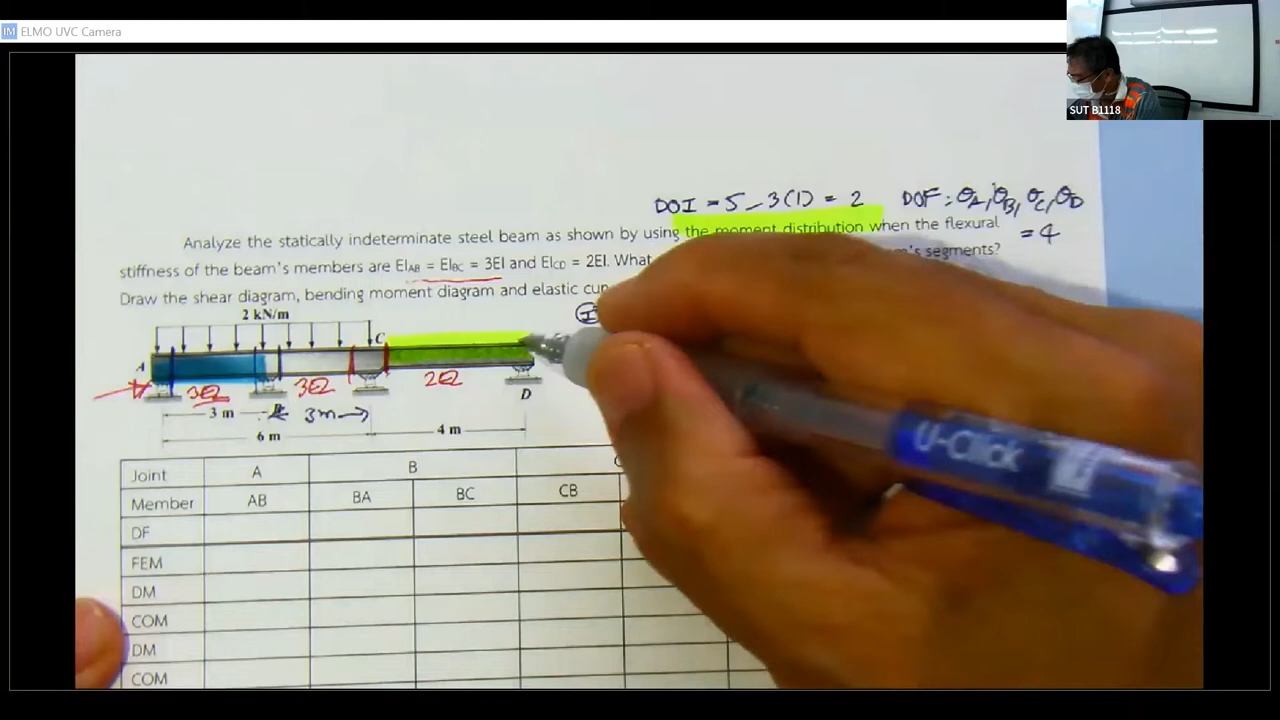 ELMO UVC Camera
SUT B1118
DOI = 5 - 3(1) = 2 DOF : θA, θB, θC, θD
= 4
Analyze the statically indeterminate steel beam as shown by using the moment distribution when the flexural
stiffness of the beam's members are EIAB = EIBC = 3EI and EICD = 2EI. What beam's segments?
Draw the shear diagram, bending moment diagram and elastic
2 kN/m
C
A
3EI 3EI 2EI
D
3 m 3m
6 m 4 m
Joint A B
Member AB BA BC CB
DF
FEM
DM
COM
DM
COM
U-Click